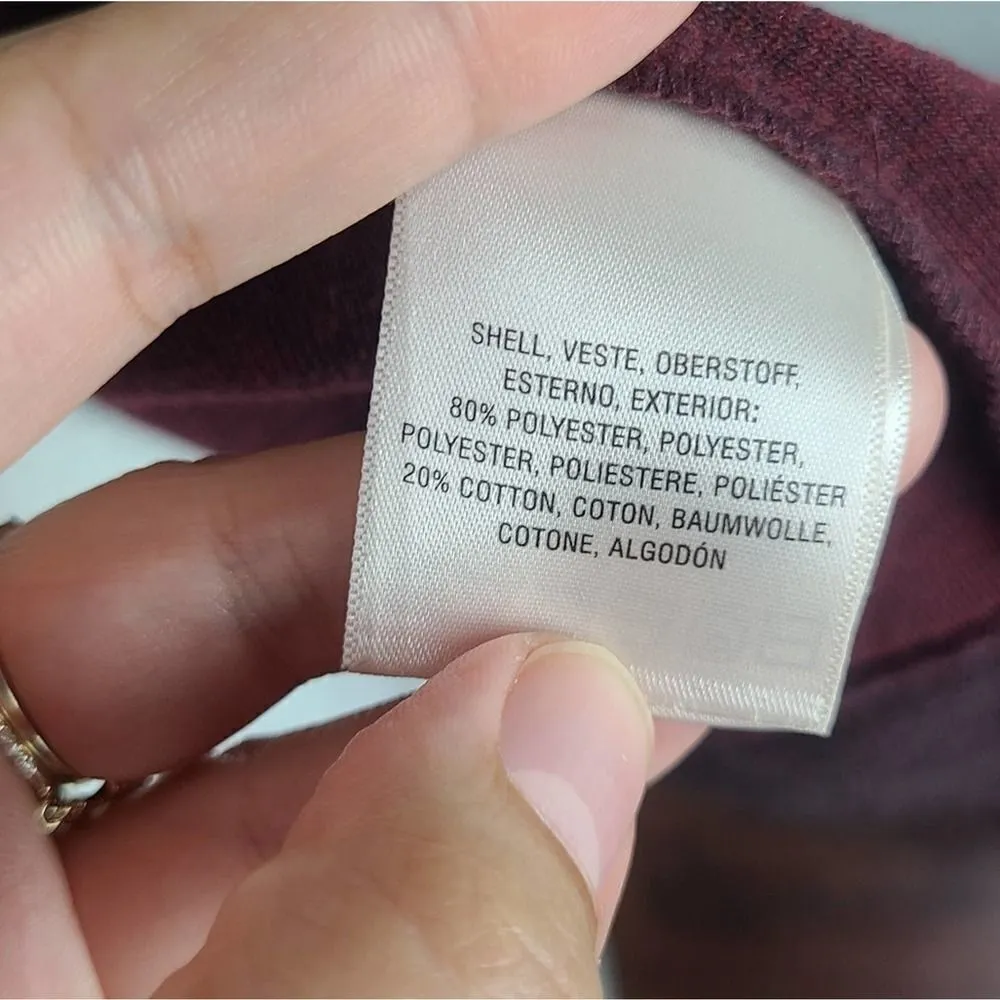 SHELL, VESTE, OBERSTOFF,
ESTERNO, EXTERIOR:
80% POLYESTER, POLYESTER,
POLYESTER, POLIESTERE, POLIÉSTER
20% COTTON, COTON, BAUMWOLLE,
COTONE, ALGODÓN